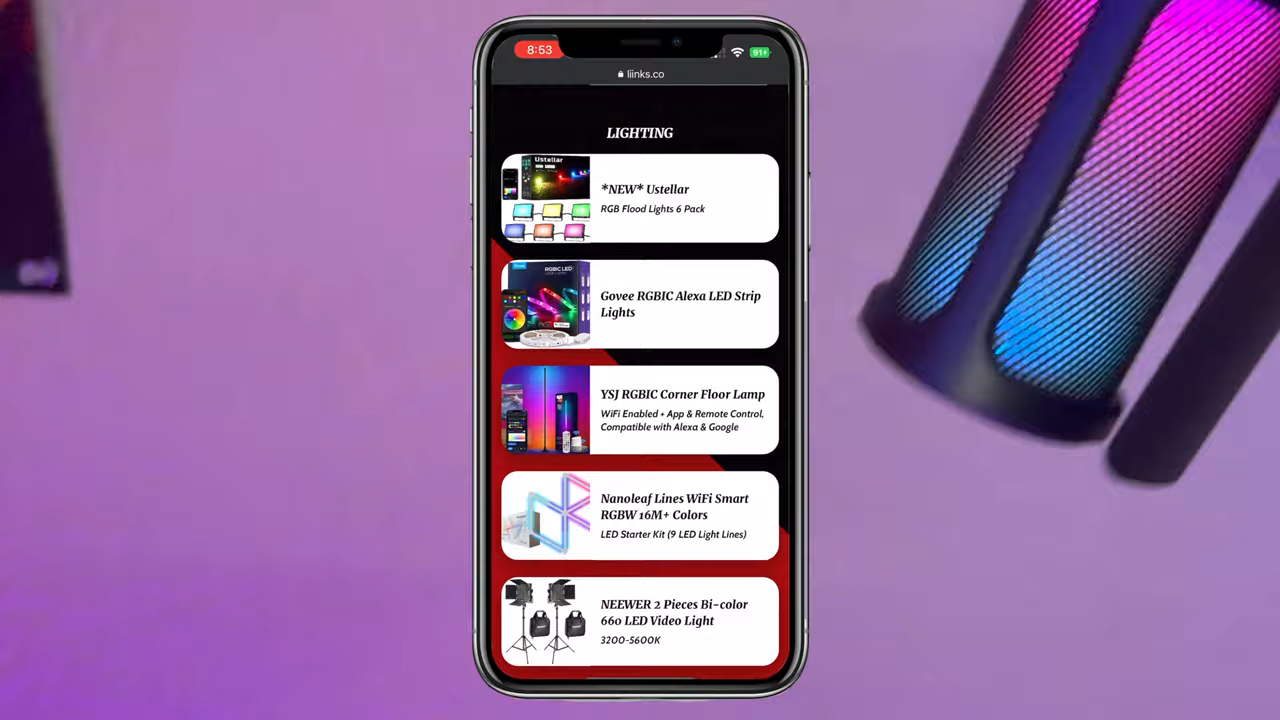 8:53
91+
liinks.co
LIGHTING
Ustellar
*NEW* Ustellar
RGB Flood Lights 6 Pack
RGBIC LED
Govee RGBIC Alexa LED Strip
Lights
YSJ RGBIC Corner Floor Lamp
WiFi Enabled + App & Remote Control,
Compatible with Alexa & Google
Nanoleaf Lines WiFi Smart
RGBW 16M+ Colors
LED Starter Kit (9 LED Light Lines)
NEEWER 2 Pieces Bi-color
660 LED Video Light
3200-5600K